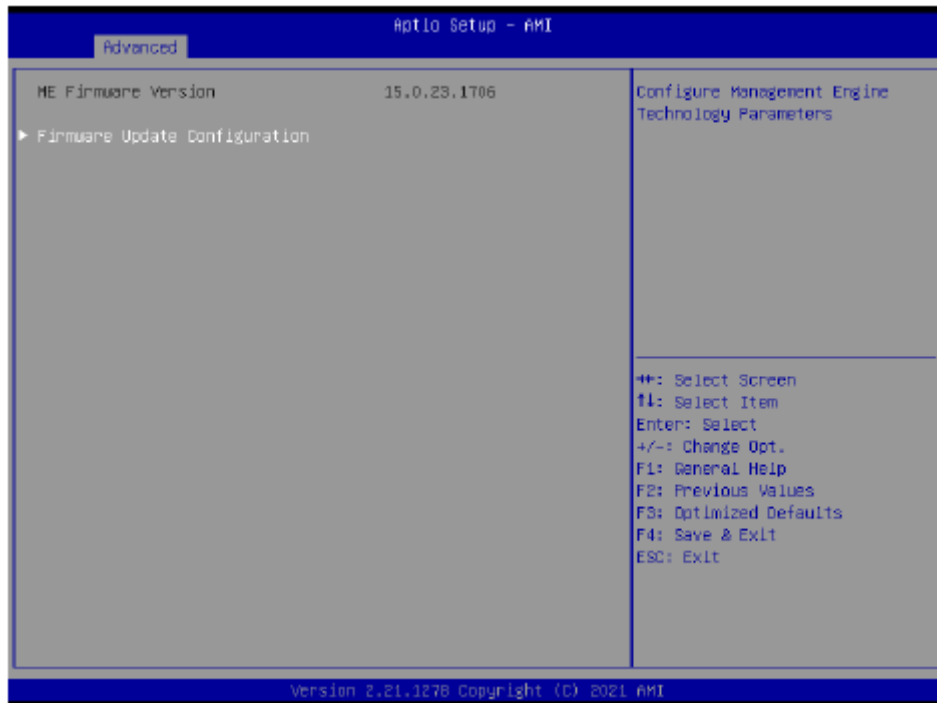 Aptio Setup - AMI
Advanced
ME Firmware Version 15.0.23.1706
▶ Firmware Update Configuration
Configure Management Engine
Technology Parameters
→←: Select Screen
↑↓: Select Item
Enter: Select
+/-: Change Opt.
F1: General Help
F2: Previous Values
F3: Optimized Defaults
F4: Save & Exit
ESC: Exit
Version 2.21.1278 Copyright (C) 2021 AMI